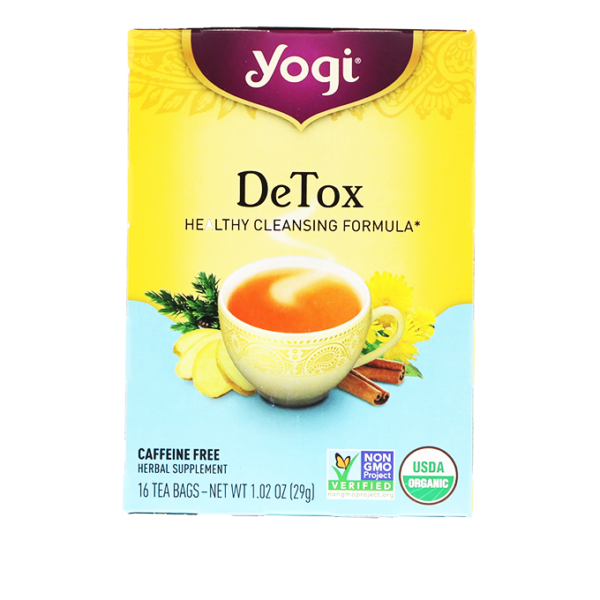 yogi®
DeTox
HEALTHY CLEANSING FORMULA*
CAFFEINE FREE
HERBAL SUPPLEMENT
16 TEA BAGS – NET WT 1.02 OZ (29g)
NON
GMO
Project
VERIFIED
nongmoproject.org
USDA
ORGANIC